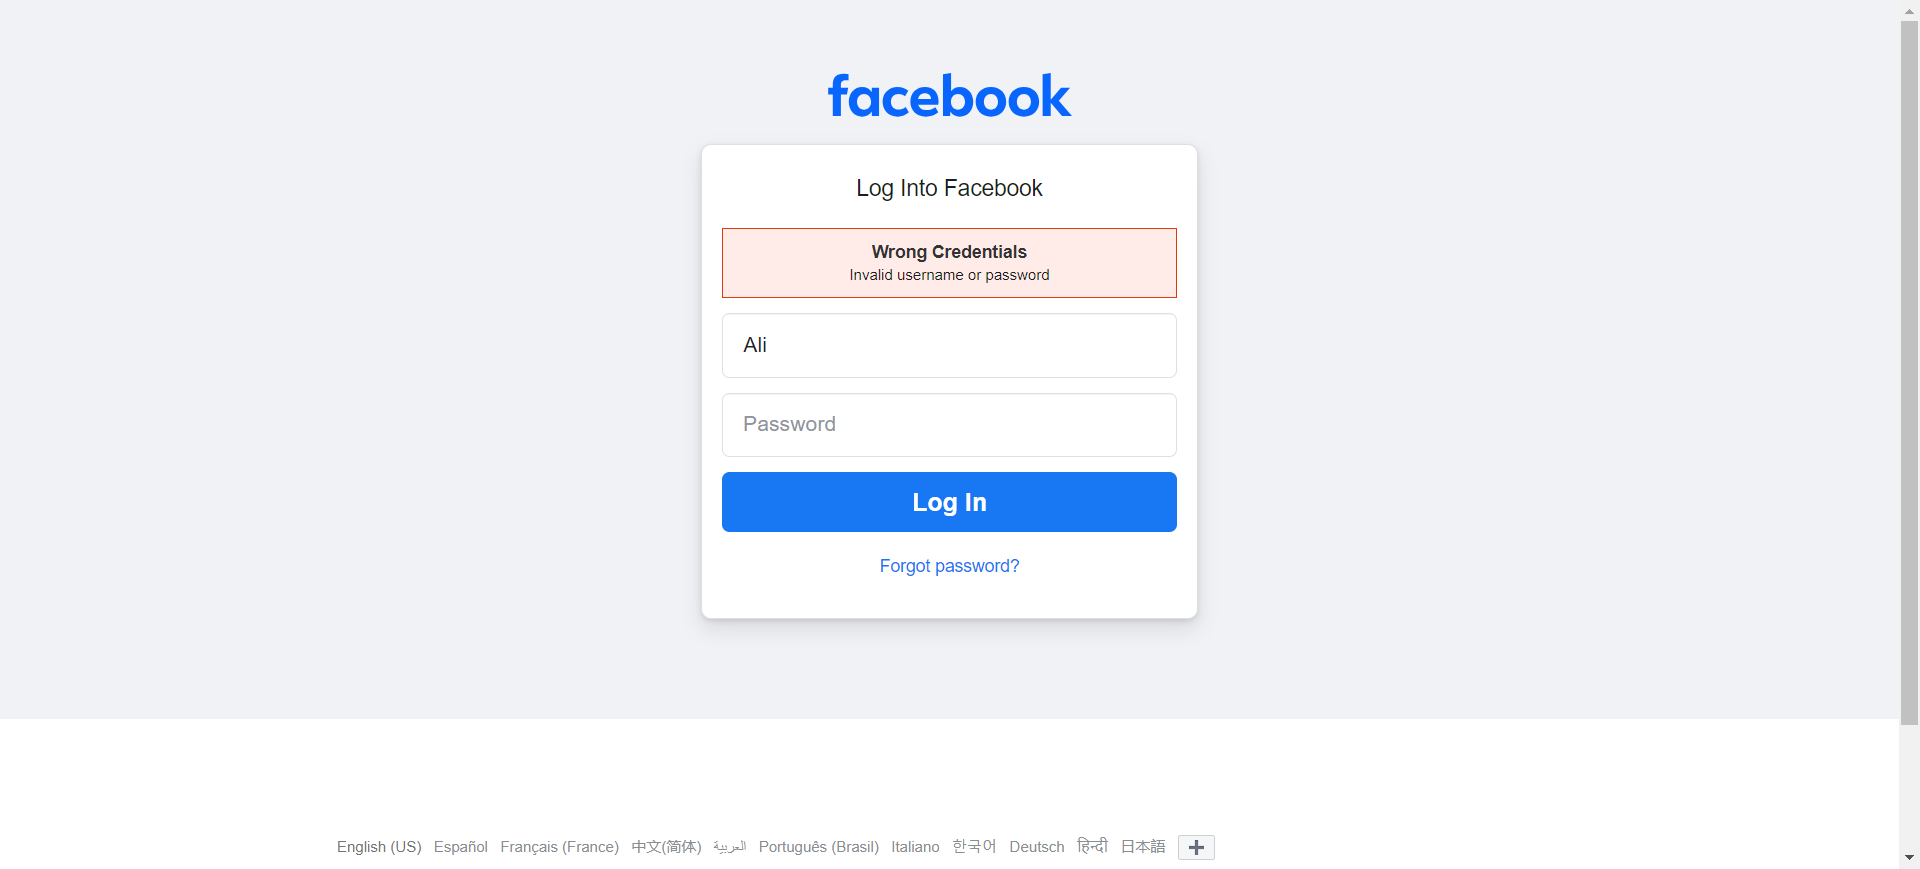 facebook
Log Into Facebook
Wrong Credentials
Invalid username or password
Ali
Password
Log In
Forgot password?
English (US) Español Français (France) 中文(简体) العربية Português (Brasil) Italiano 한국어 Deutsch हिन्दी 日本語